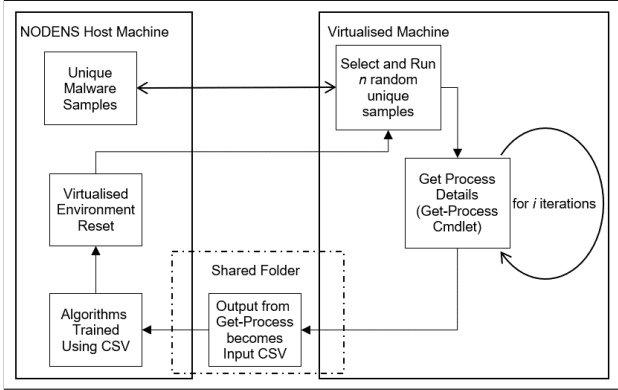 NODENS Host Machine
Virtualised Machine
Unique
Malware
Samples
Select and Run
n random
unique
samples
Get Process
Details
(Get-Process
Cmdlet)
for i iterations
Virtualised
Environment
Reset
Shared Folder
Algorithms
Trained
Using CSV
Output from
Get-Process
becomes
Input CSV